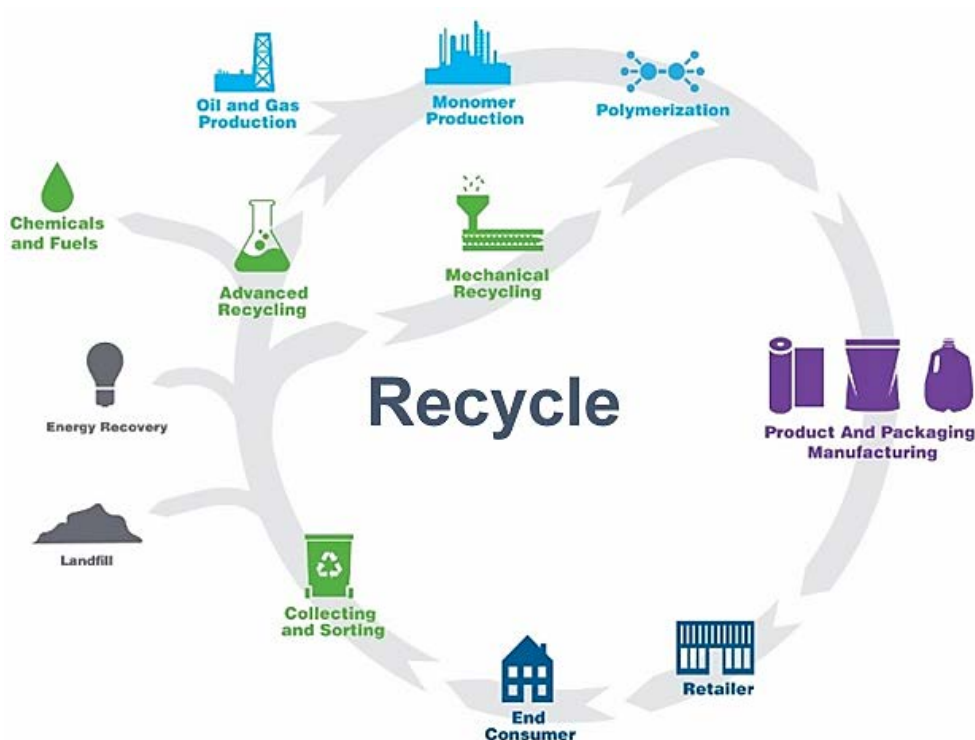 Oil and Gas
Production
Monomer
Production
Polymerization
Chemicals
and Fuels
Advanced
Recycling
Mechanical
Recycling
Energy Recovery
Recycle
Product And Packaging
Manufacturing
Landfill
Collecting
and Sorting
End
Consumer
Retailer